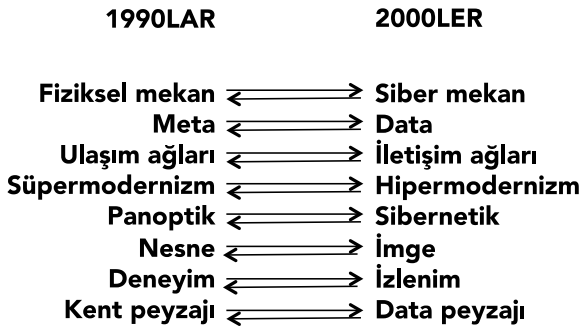 1990LAR 2000LER
Fiziksel mekan Siber mekan
Meta Data
Ulaşım ağları İletişim ağları
Süpermodernizm Hipermodernizm
Panoptik Sibernetik
Nesne İmge
Deneyim İzlenim
Kent peyzajı Data peyzajı